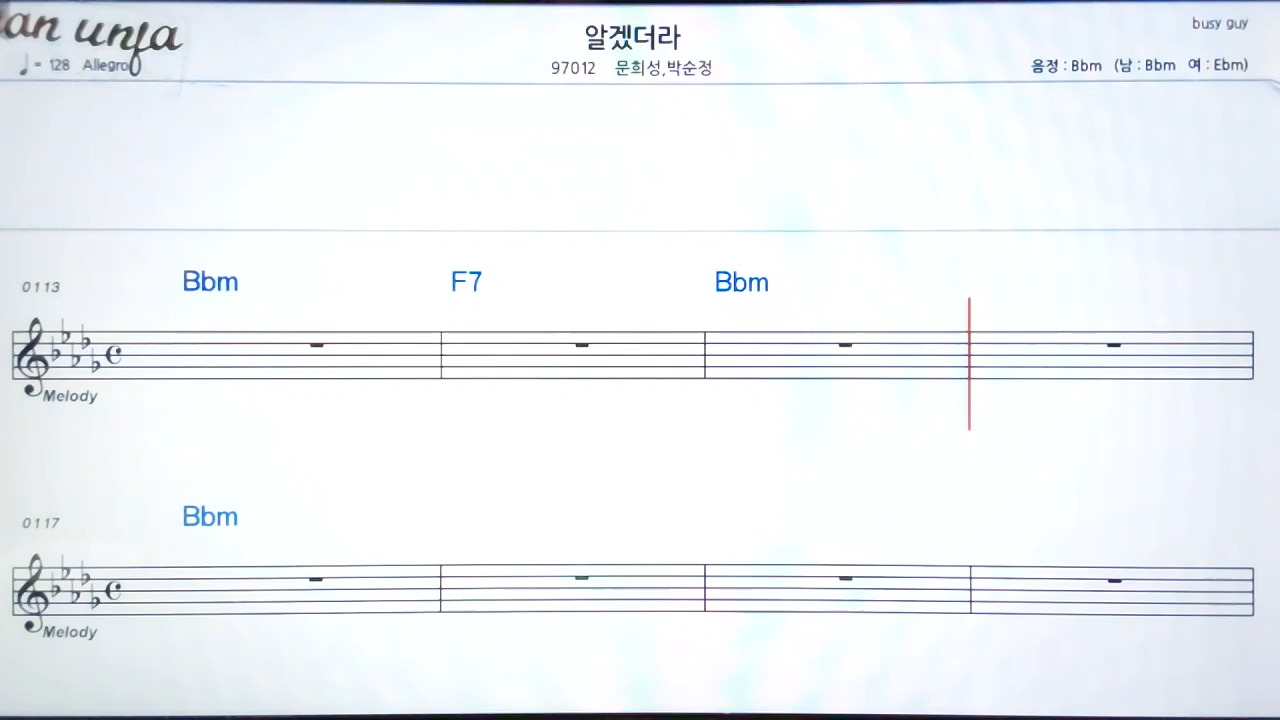 an unfa
♩ = 128 Allegro
알겠더라
97012 문희성,박순정
busy guy
음정 : Bbm (남 : Bbm 여 : Ebm)
0113 Bbm F7 Bbm
Melody
0117 Bbm
Melody